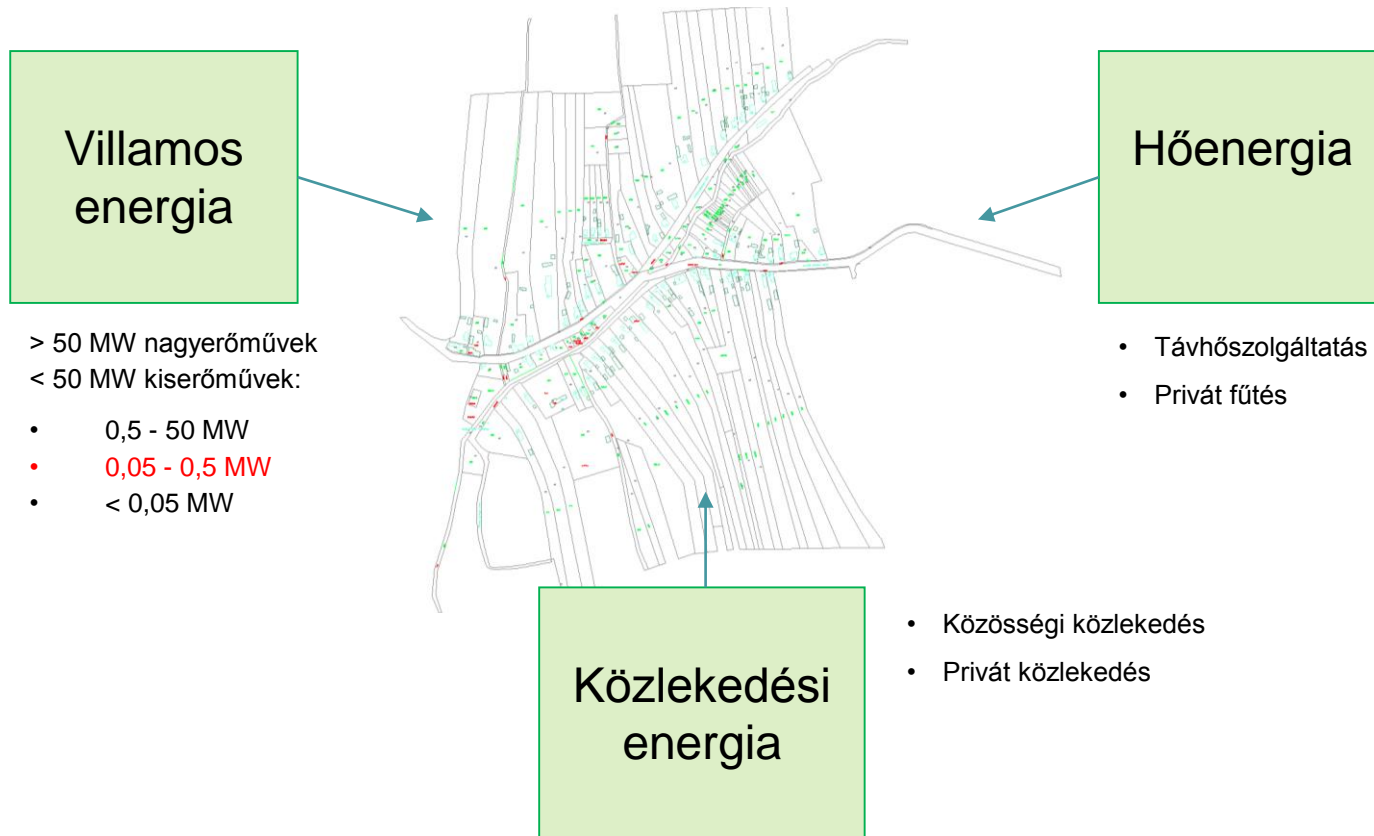 Villamos
energia
> 50 MW nagyerőművek
< 50 MW kiserőművek:
• 0,5 - 50 MW
• 0,05 - 0,5 MW
• < 0,05 MW
Hőenergia
• Távhőszolgáltatás
• Privát fűtés
Közlekedési
energia
• Közösségi közlekedés
• Privát közlekedés